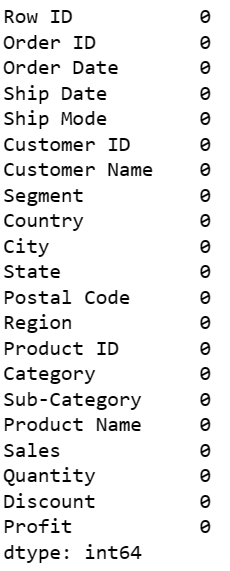 Row ID 0
Order ID 0
Order Date 0
Ship Date 0
Ship Mode 0
Customer ID 0
Customer Name 0
Segment 0
Country 0
City 0
State 0
Postal Code 0
Region 0
Product ID 0
Category 0
Sub-Category 0
Product Name 0
Sales 0
Quantity 0
Discount 0
Profit 0
dtype: int64